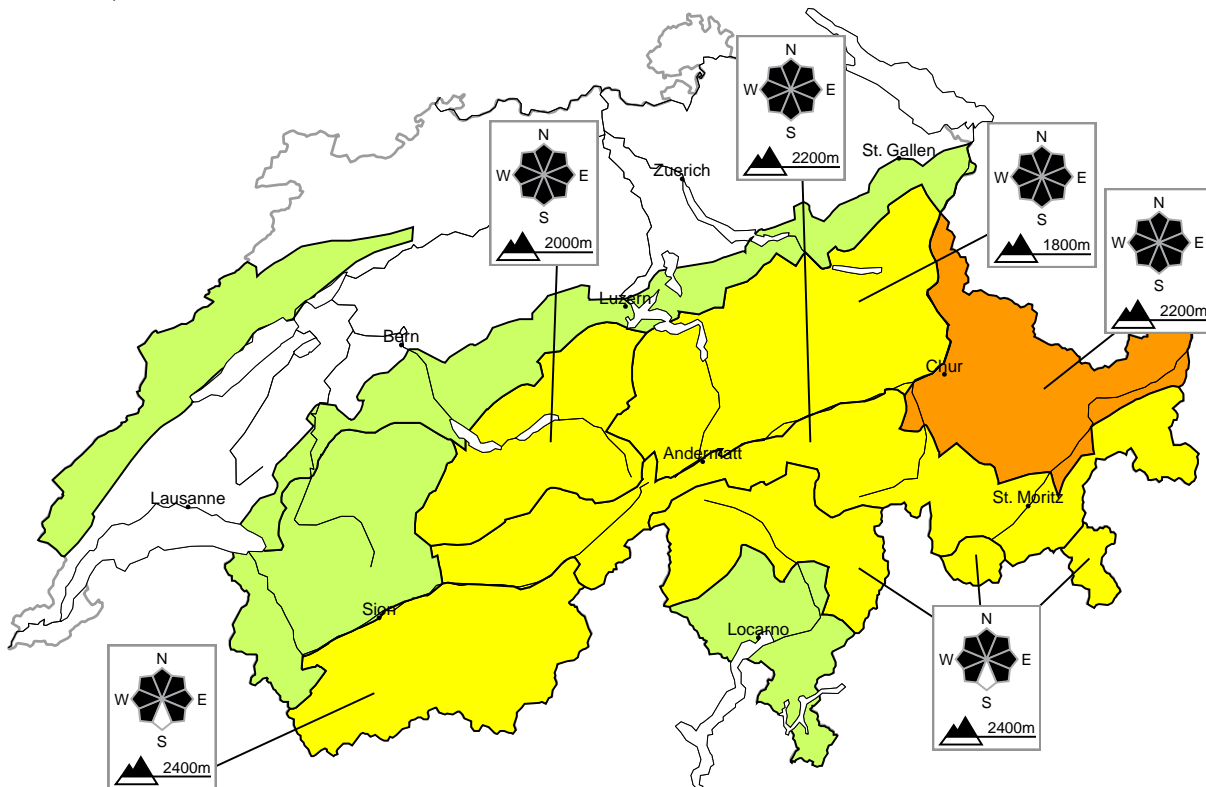 N
W E
S
2200m
N
W E
S
2000m
N
W E
S
1800m
N
W E
S
2200m
St. Gallen
Zuerich
Luzern
Bern
Chur
Andermatt
Lausanne
St. Moritz
Sion
Locarno
N
W E
S
2400m
N
W E
S
2400m